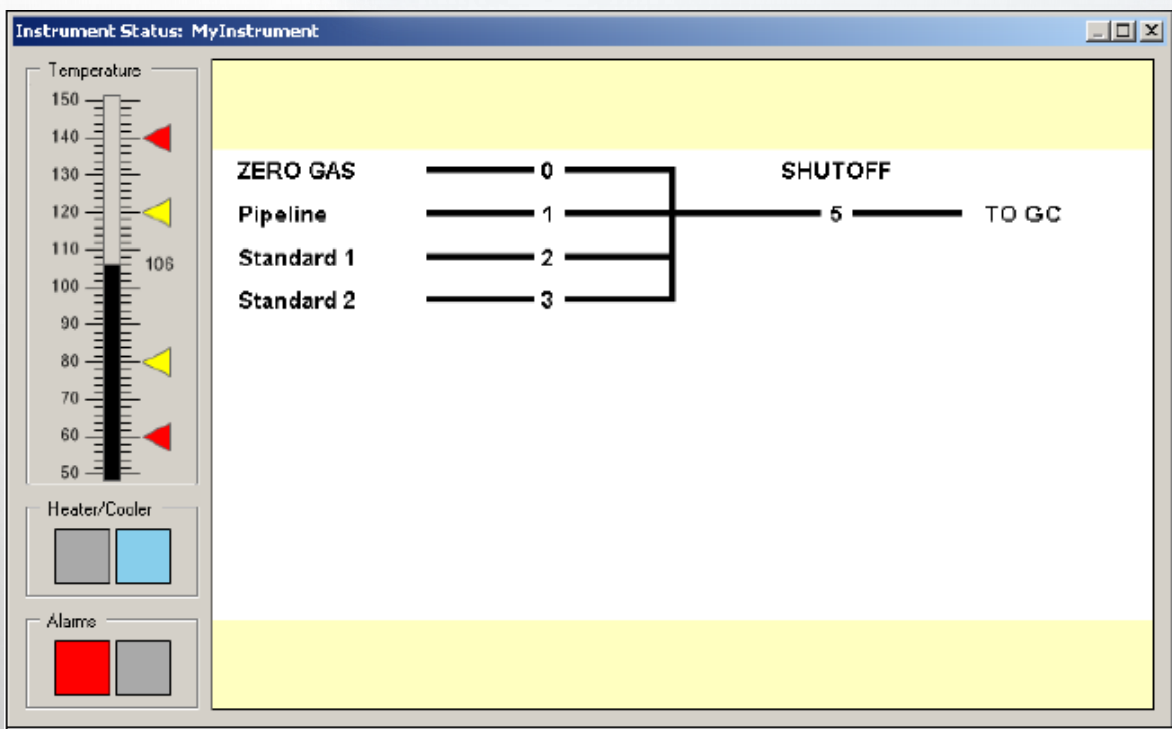 Instrument Status: MyInstrument
Temperature
150
140
130
120
110
106
100
90
80
70
60
50
Heater/Cooler
Alarms
ZERO GAS 0 SHUTOFF
Pipeline 1 5 TO GC
Standard 1 2
Standard 2 3